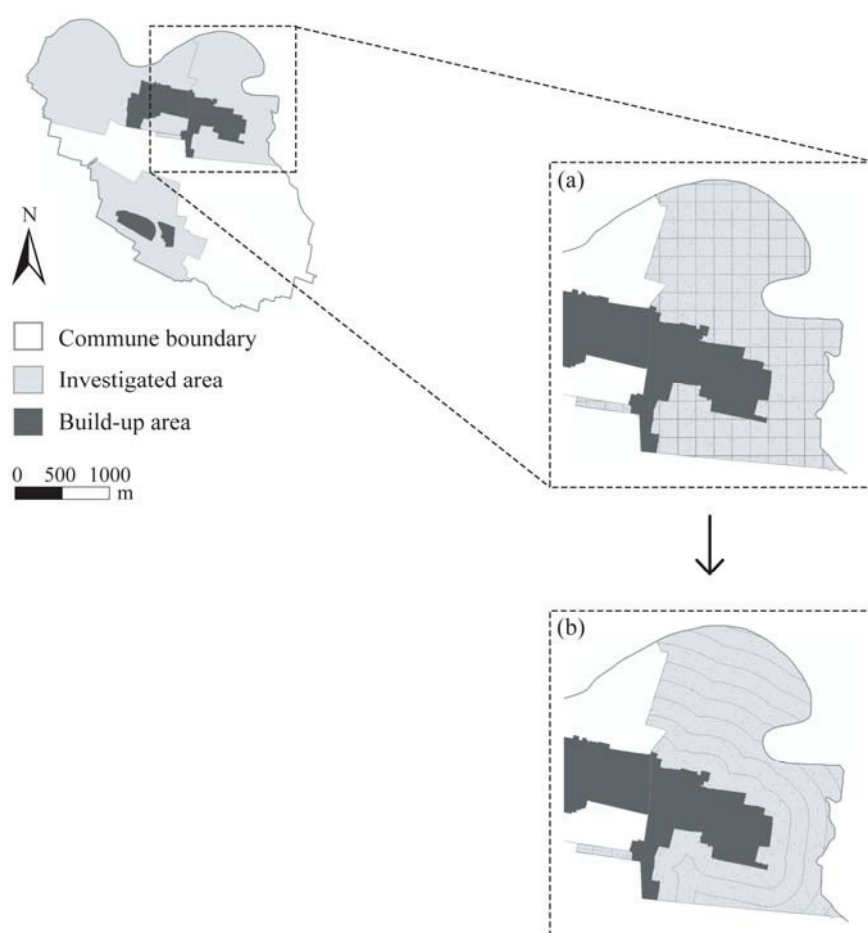 (a)
N
Commune boundary
Investigated area
Build-up area
0 500 1000
m
(b)